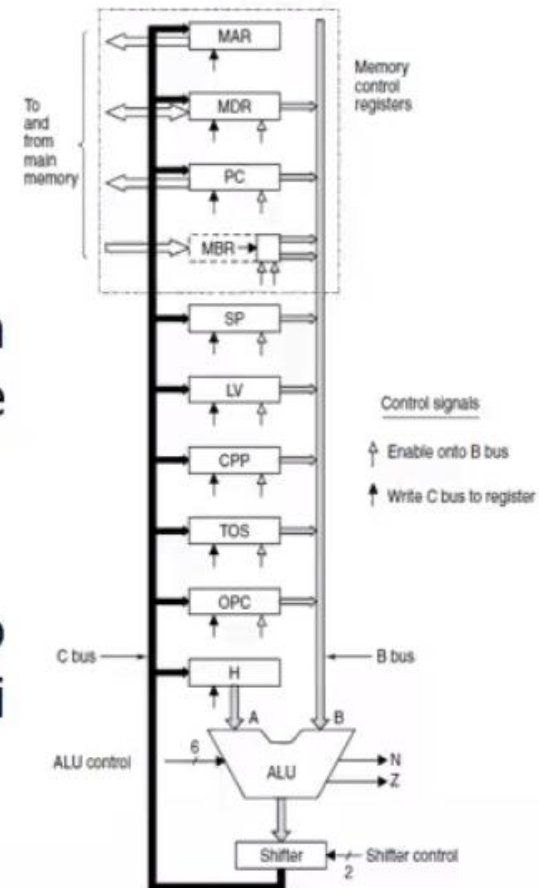 MAR
Memory
control
registers
To
and
from
main
memory
MDR
PC
MBR
SP
LV
Control signals
Enable onto B bus
CPP
Write C bus to register
TOS
OPC
C bus
B bus
H
A
B
6
ALU control
ALU
N
Z
Shifter
Shifter control
2